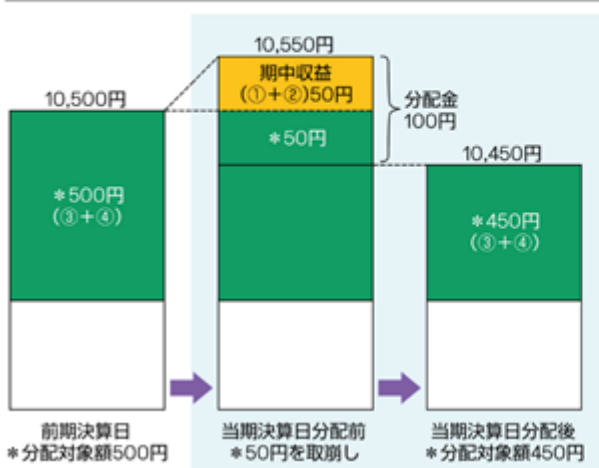 10,550円
期中収益
(①+②)50円
10,500円
分配金
100円
*50円
10,450円
*500円
(③+④)
*450円
(③+④)
前期決算日
*分配対象額500円
当期決算日分配前
*50円を取崩し
当期決算日分配後
*分配対象額450円